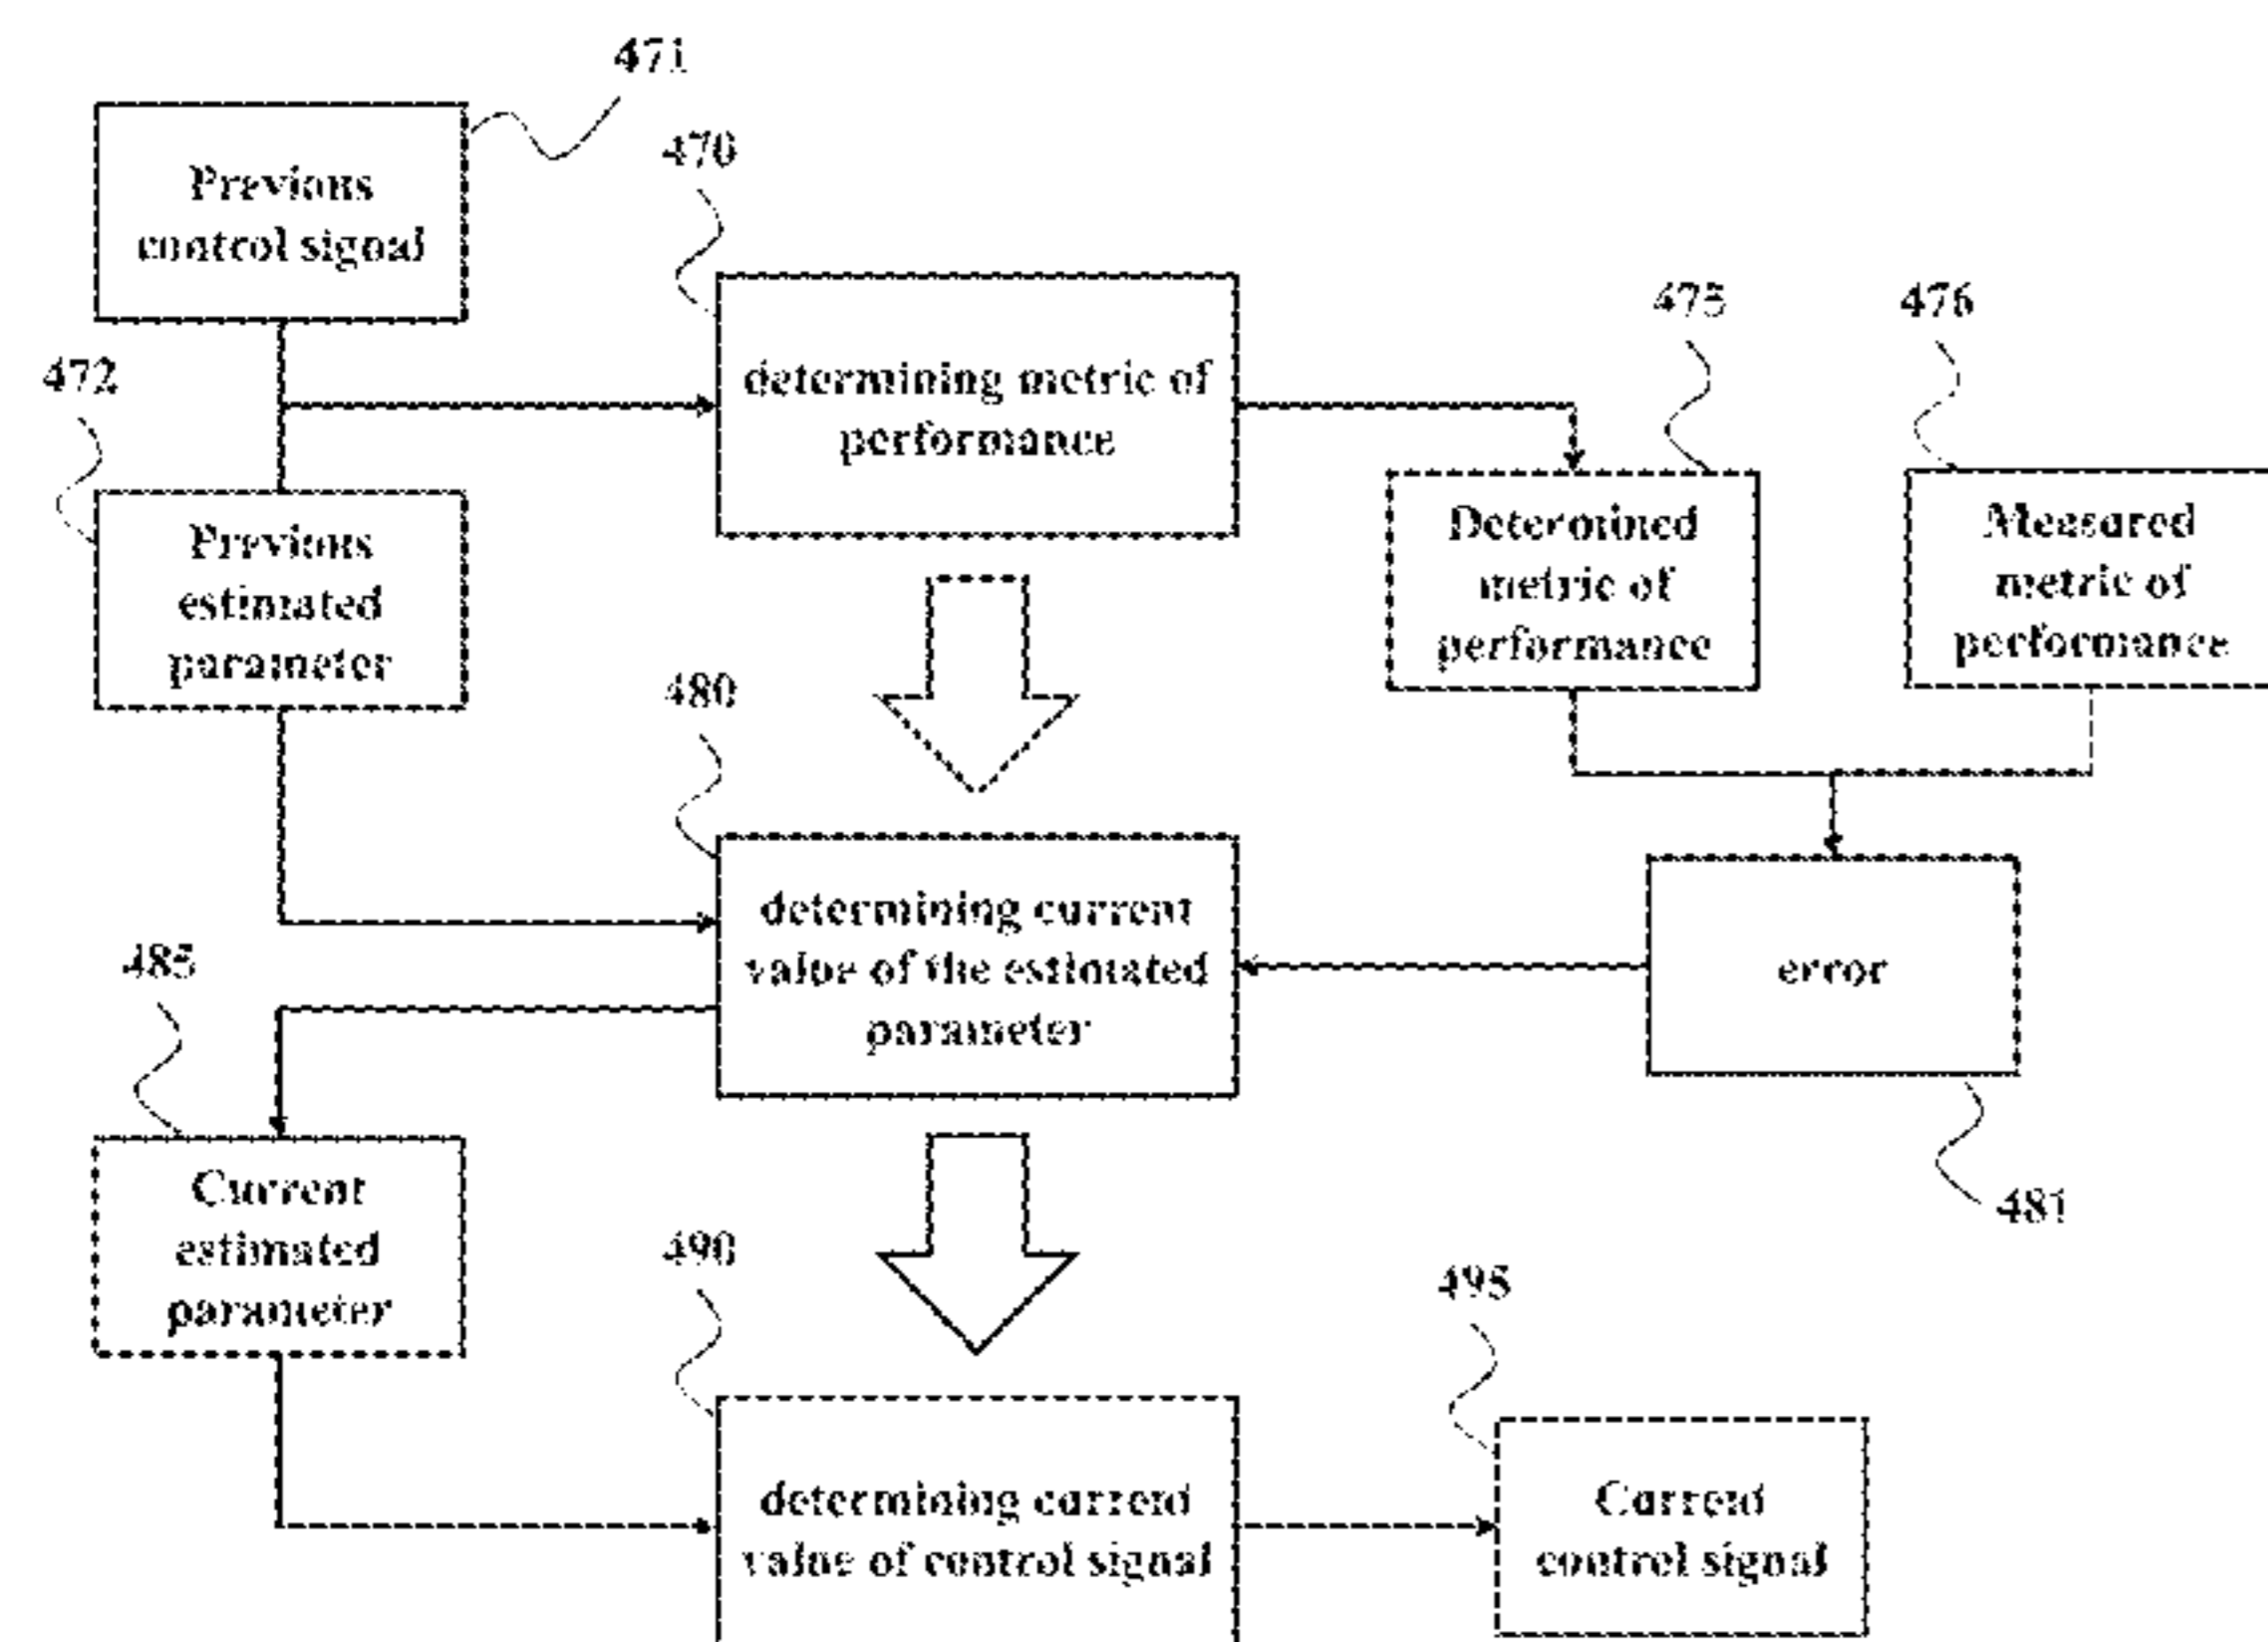 471
Previous
control signal
470
472
determining metric of
performance
475
476
Previous
estimated
parameter
Determined
metric of
performance
Measured
metric of
performance
480
determining current
value of the estimated
parameter
error
485
481
Current
estimated
parameter
490
495
determining current
value of control signal
Current
control signal